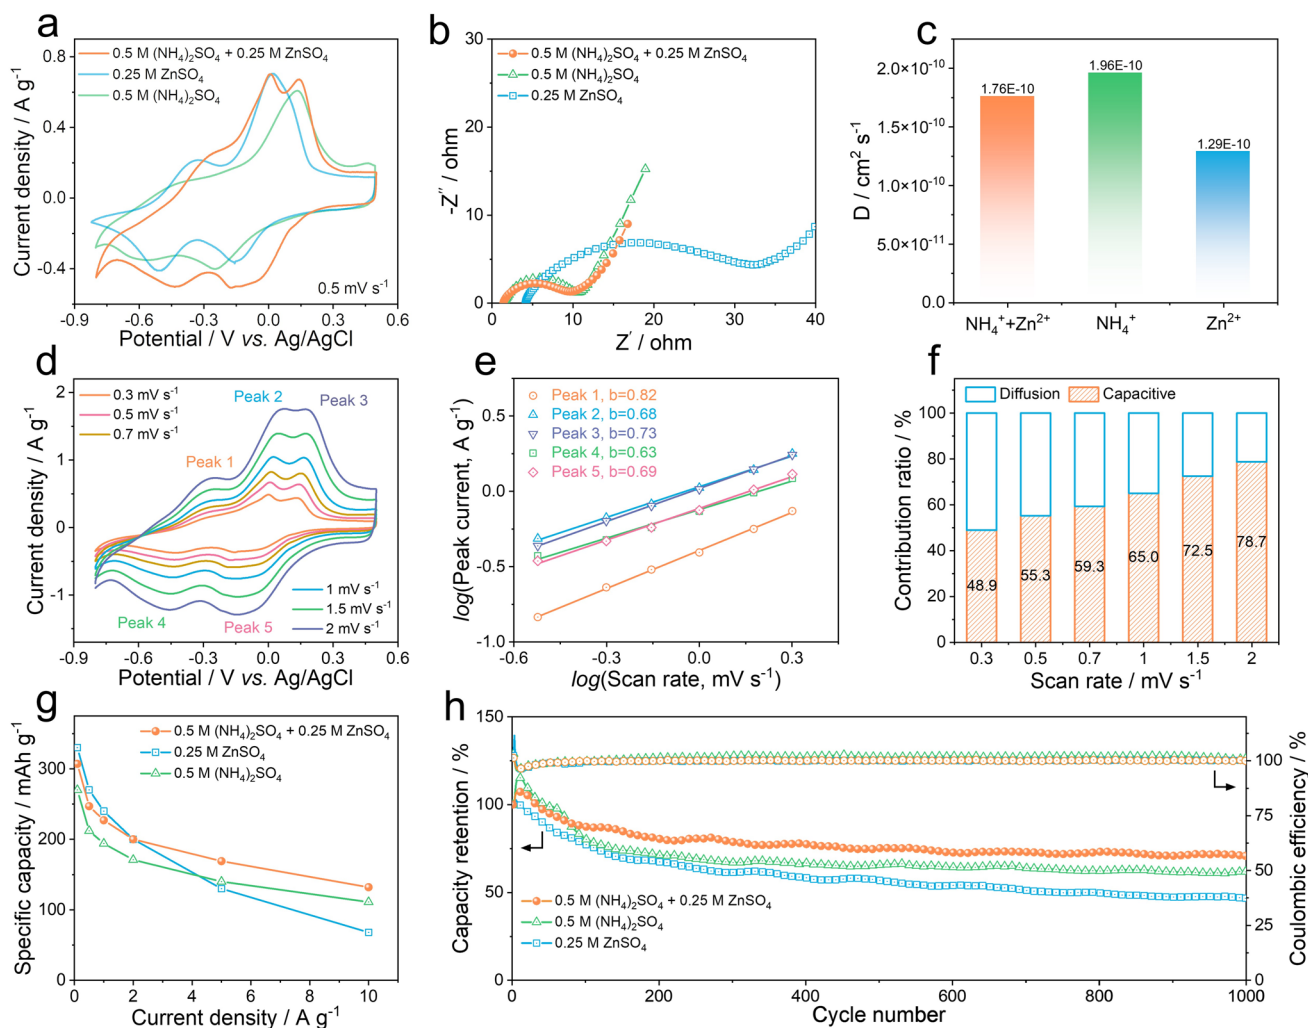 a
0.5 M (NH₄)₂SO₄ + 0.25 M ZnSO₄
0.25 M ZnSO₄
0.5 M (NH₄)₂SO₄
0.8
0.4
0.0
-0.4
-0.9
-0.6
-0.3
0.0
0.3
0.6
0.5 mV s⁻¹
Current density / A g⁻¹
Potential / V vs. Ag/AgCl
b
0.5 M (NH₄)₂SO₄ + 0.25 M ZnSO₄
0.5 M (NH₄)₂SO₄
0.25 M ZnSO₄
30
20
10
0
0
10
20
30
40
-Z″ / ohm
Z′ / ohm
c
1.76E-10
1.96E-10
1.29E-10
2.0×10⁻¹⁰
1.5×10⁻¹⁰
1.0×10⁻¹⁰
5.0×10⁻¹¹
0.0
D / cm² s⁻¹
NH₄⁺+Zn²⁺
NH₄⁺
Zn²⁺
d
0.3 mV s⁻¹
0.5 mV s⁻¹
0.7 mV s⁻¹
Peak 1
Peak 2
Peak 3
Peak 4
Peak 5
1 mV s⁻¹
1.5 mV s⁻¹
2 mV s⁻¹
2
1
0
-1
-0.9
-0.6
-0.3
0.0
0.3
0.6
Current density / A g⁻¹
Potential / V vs. Ag/AgCl
e
Peak 1, b=0.82
Peak 2, b=0.68
Peak 3, b=0.73
Peak 4, b=0.63
Peak 5, b=0.69
0.5
0.0
-0.5
-1.0
-0.6
-0.3
0.0
0.3
log(Peak current, A g⁻¹)
log(Scan rate, mV s⁻¹)
f
Diffusion
Capacitive
100
80
60
40
20
0
48.9
55.3
59.3
65.0
72.5
78.7
0.3
0.5
0.7
1
1.5
2
Contribution ratio / %
Scan rate / mV s⁻¹
g
0.5 M (NH₄)₂SO₄ + 0.25 M ZnSO₄
0.25 M ZnSO₄
0.5 M (NH₄)₂SO₄
300
200
100
0
0
2
4
6
8
10
Specific capacity / mAh g⁻¹
Current density / A g⁻¹
h
150
100
50
0
0.5 M (NH₄)₂SO₄ + 0.25 M ZnSO₄
0.5 M (NH₄)₂SO₄
0.25 M ZnSO₄
100
75
50
25
0
0
200
400
600
800
1000
Capacity retention / %
Coulombic efficiency / %
Cycle number